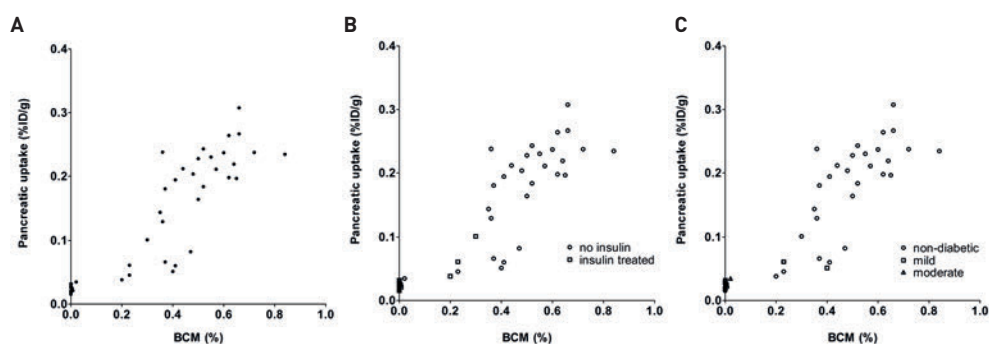 A
Pancreatic uptake (%ID/g)
0.4
0.3
0.2
0.1
0.0
0.0 0.2 0.4 0.6 0.8 1.0
BCM (%)
B
Pancreatic uptake (%ID/g)
0.4
0.3
0.2
0.1
0.0
no insulin
insulin treated
0.0 0.2 0.4 0.6 0.8 1.0
BCM (%)
C
Pancreatic uptake (%ID/g)
0.4
0.3
0.2
0.1
0.0
non-diabetic
mild
moderate
0.0 0.2 0.4 0.6 0.8 1.0
BCM (%)